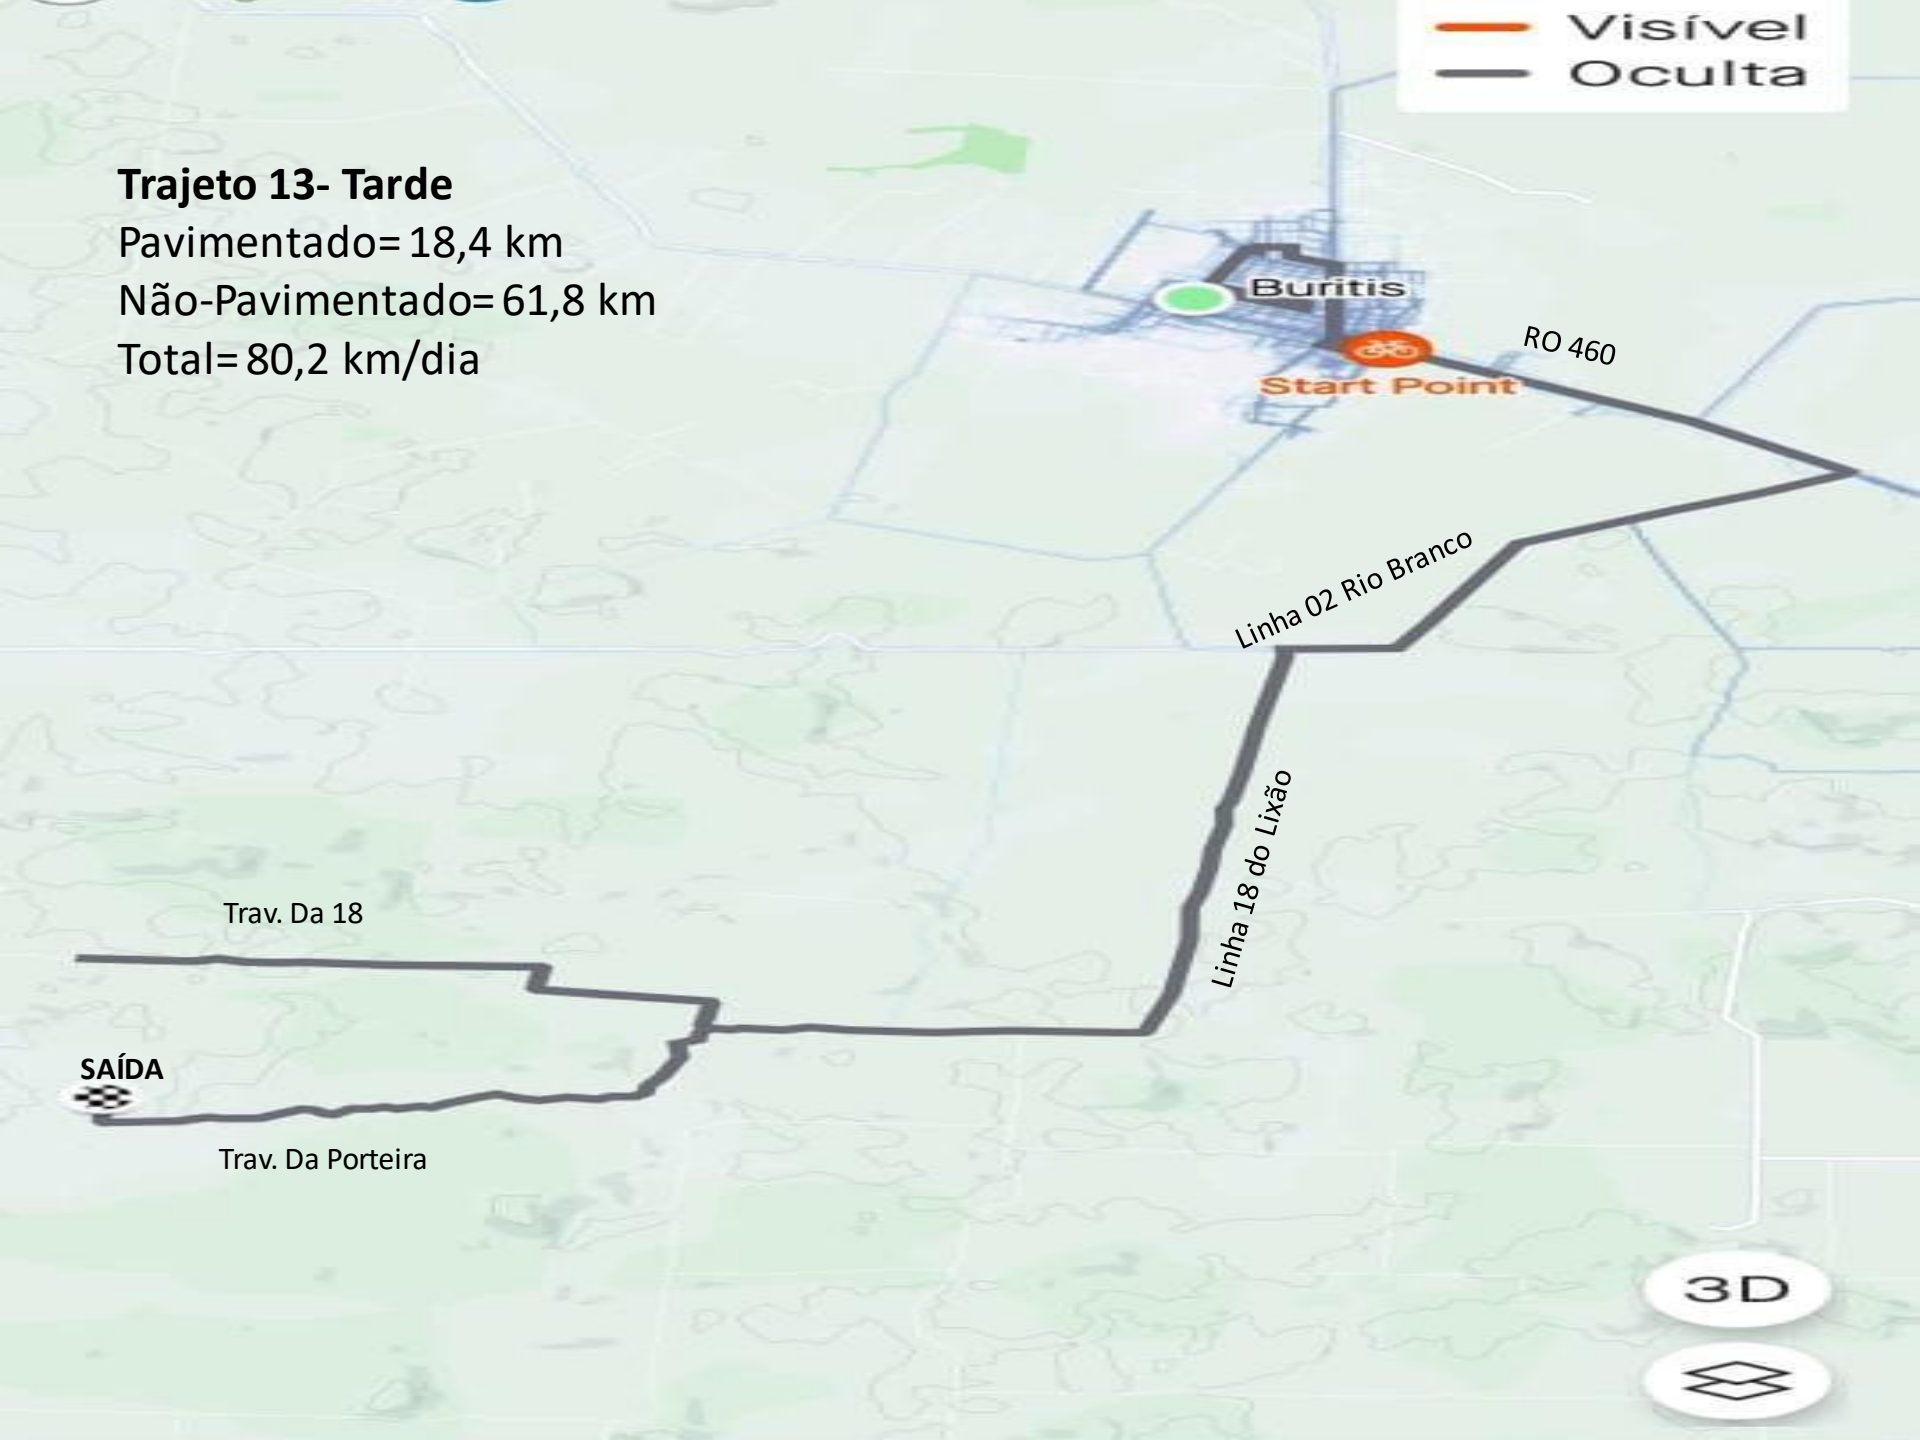 Visível
Oculta
Trajeto 13- Tarde
Pavimentado= 18,4 km
Não-Pavimentado= 61,8 km
Total= 80,2 km/dia
Buritis
RO 460
Start Point
Linha 02 Rio Branco
Linha 18 do Lixão
Trav. Da 18
SAÍDA
Trav. Da Porteira
3D